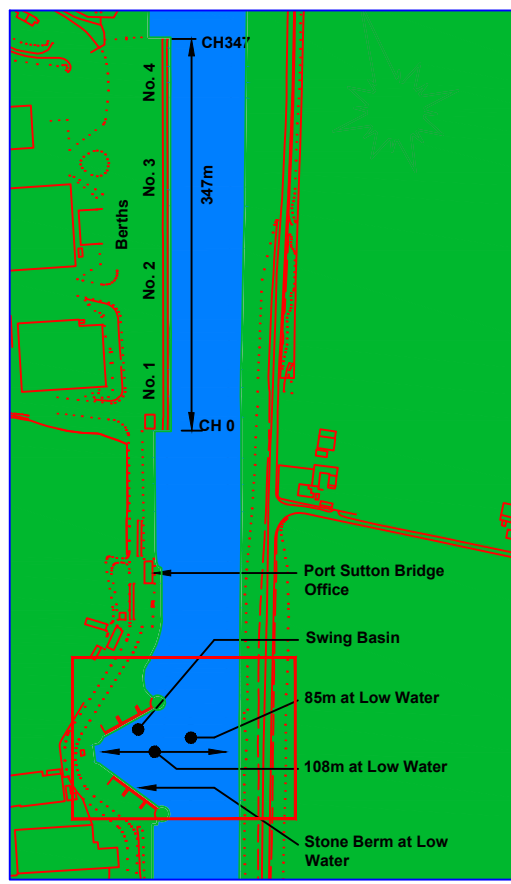 CH347
No. 4
No. 3
347m
Berths
No. 2
No. 1
CH 0
Port Sutton Bridge
Office
Swing Basin
85m at Low Water
108m at Low Water
Stone Berm at Low
Water